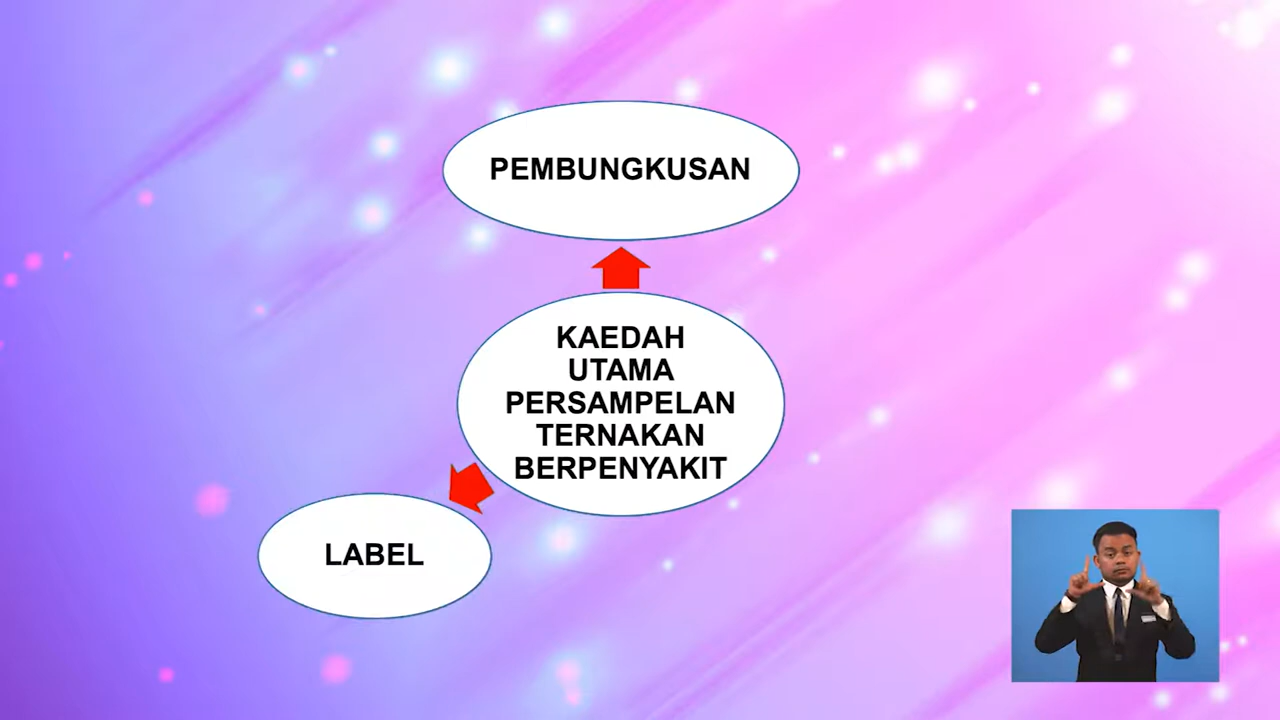 PEMBUNGKUSAN
KAEDAH
UTAMA
PERSAMPELAN
TERNAKAN
BERPENYAKIT
LABEL